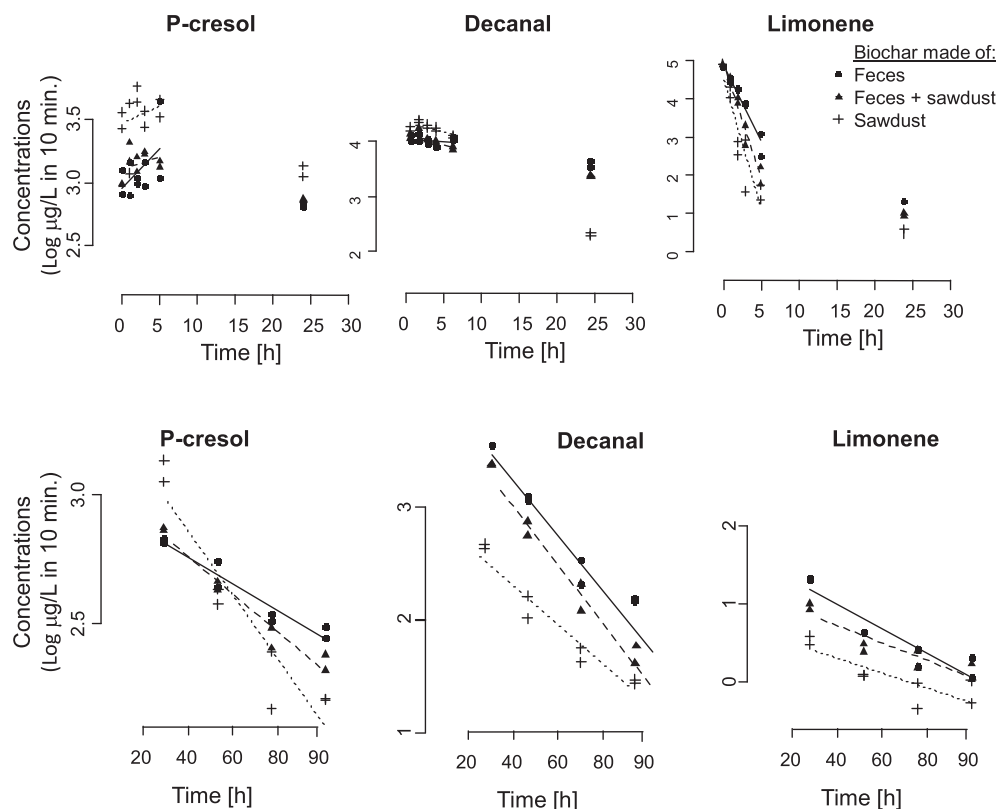 P-cresol
Decanal
Limonene
Biochar made of:
Feces
Feces + sawdust
Sawdust
Concentrations
(Log µg/L in 10 min.)
3.5
3.0
2.5
4
3
2
5
4
3
2
1
0
0 5 10 15 20 25 30
0 5 10 15 20 25 30
0 5 10 15 20 25 30
Time [h]
Time [h]
Time [h]
P-cresol
Decanal
Limonene
Concentrations
(Log µg/L in 10 min.)
3.0
2.5
3
2
1
2
1
0
20 40 60 80 90
20 40 60 80 90
20 40 60 80 90
Time [h]
Time [h]
Time [h]